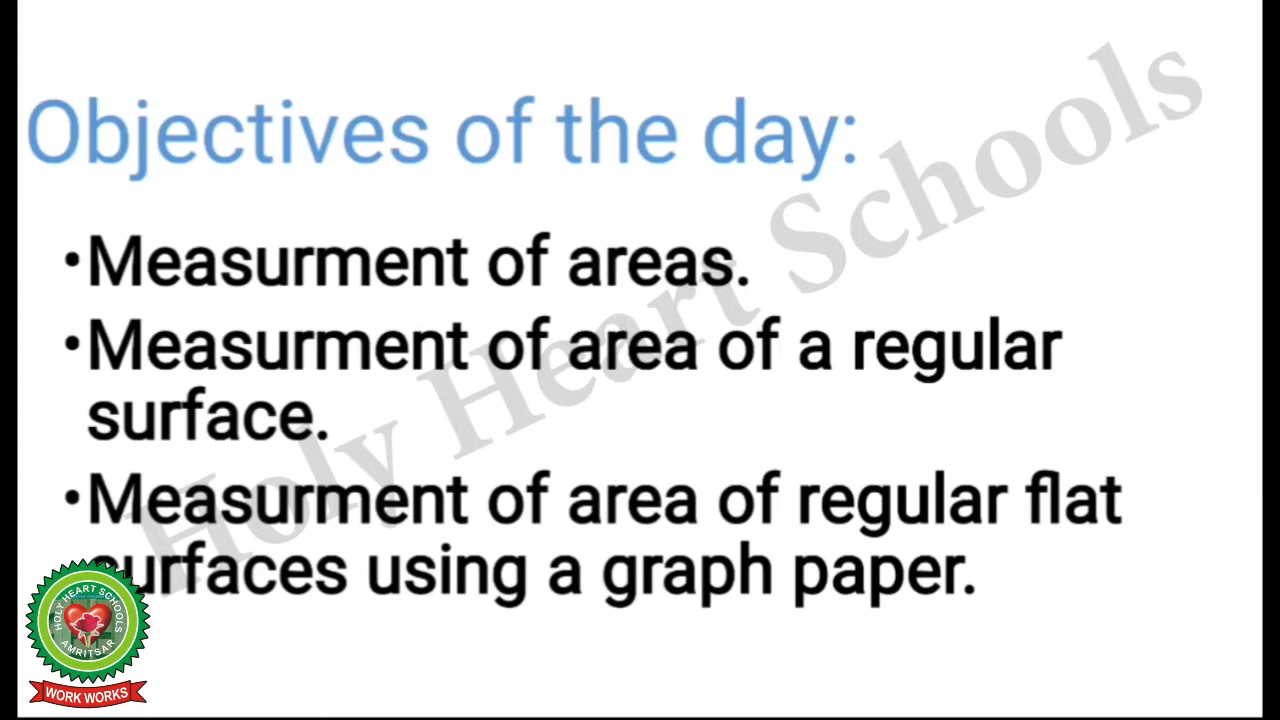 Objectives of the day:
•Measurment of areas.
•Measurment of area of a regular
surface.
•Measurment of area of regular flat
surfaces using a graph paper.
Holy Heart Schools
HOLY HEART SCHOOLS
AMRITSAR
WORK WORKS